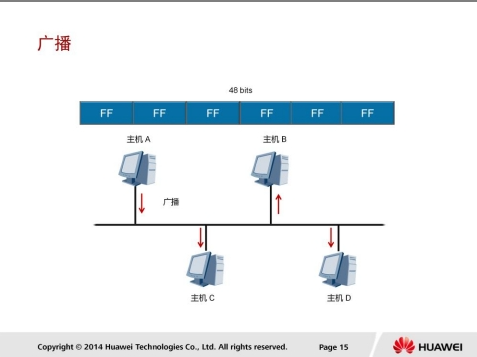 广播
48 bits
FF FF FF FF FF FF
主机 A 主机 B
广播
主机 C 主机 D
Copyright © 2014 Huawei Technologies Co., Ltd. All rights reserved. Page 15 HUAWEI